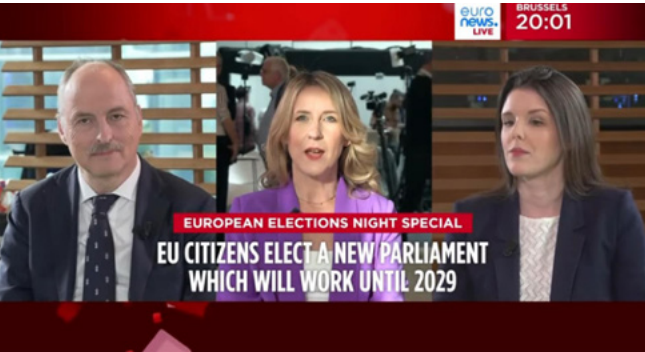 euro
news.
LIVE
BRUSSELS
20:01
EUROPEAN ELECTIONS NIGHT SPECIAL
EU CITIZENS ELECT A NEW PARLIAMENT
WHICH WILL WORK UNTIL 2029